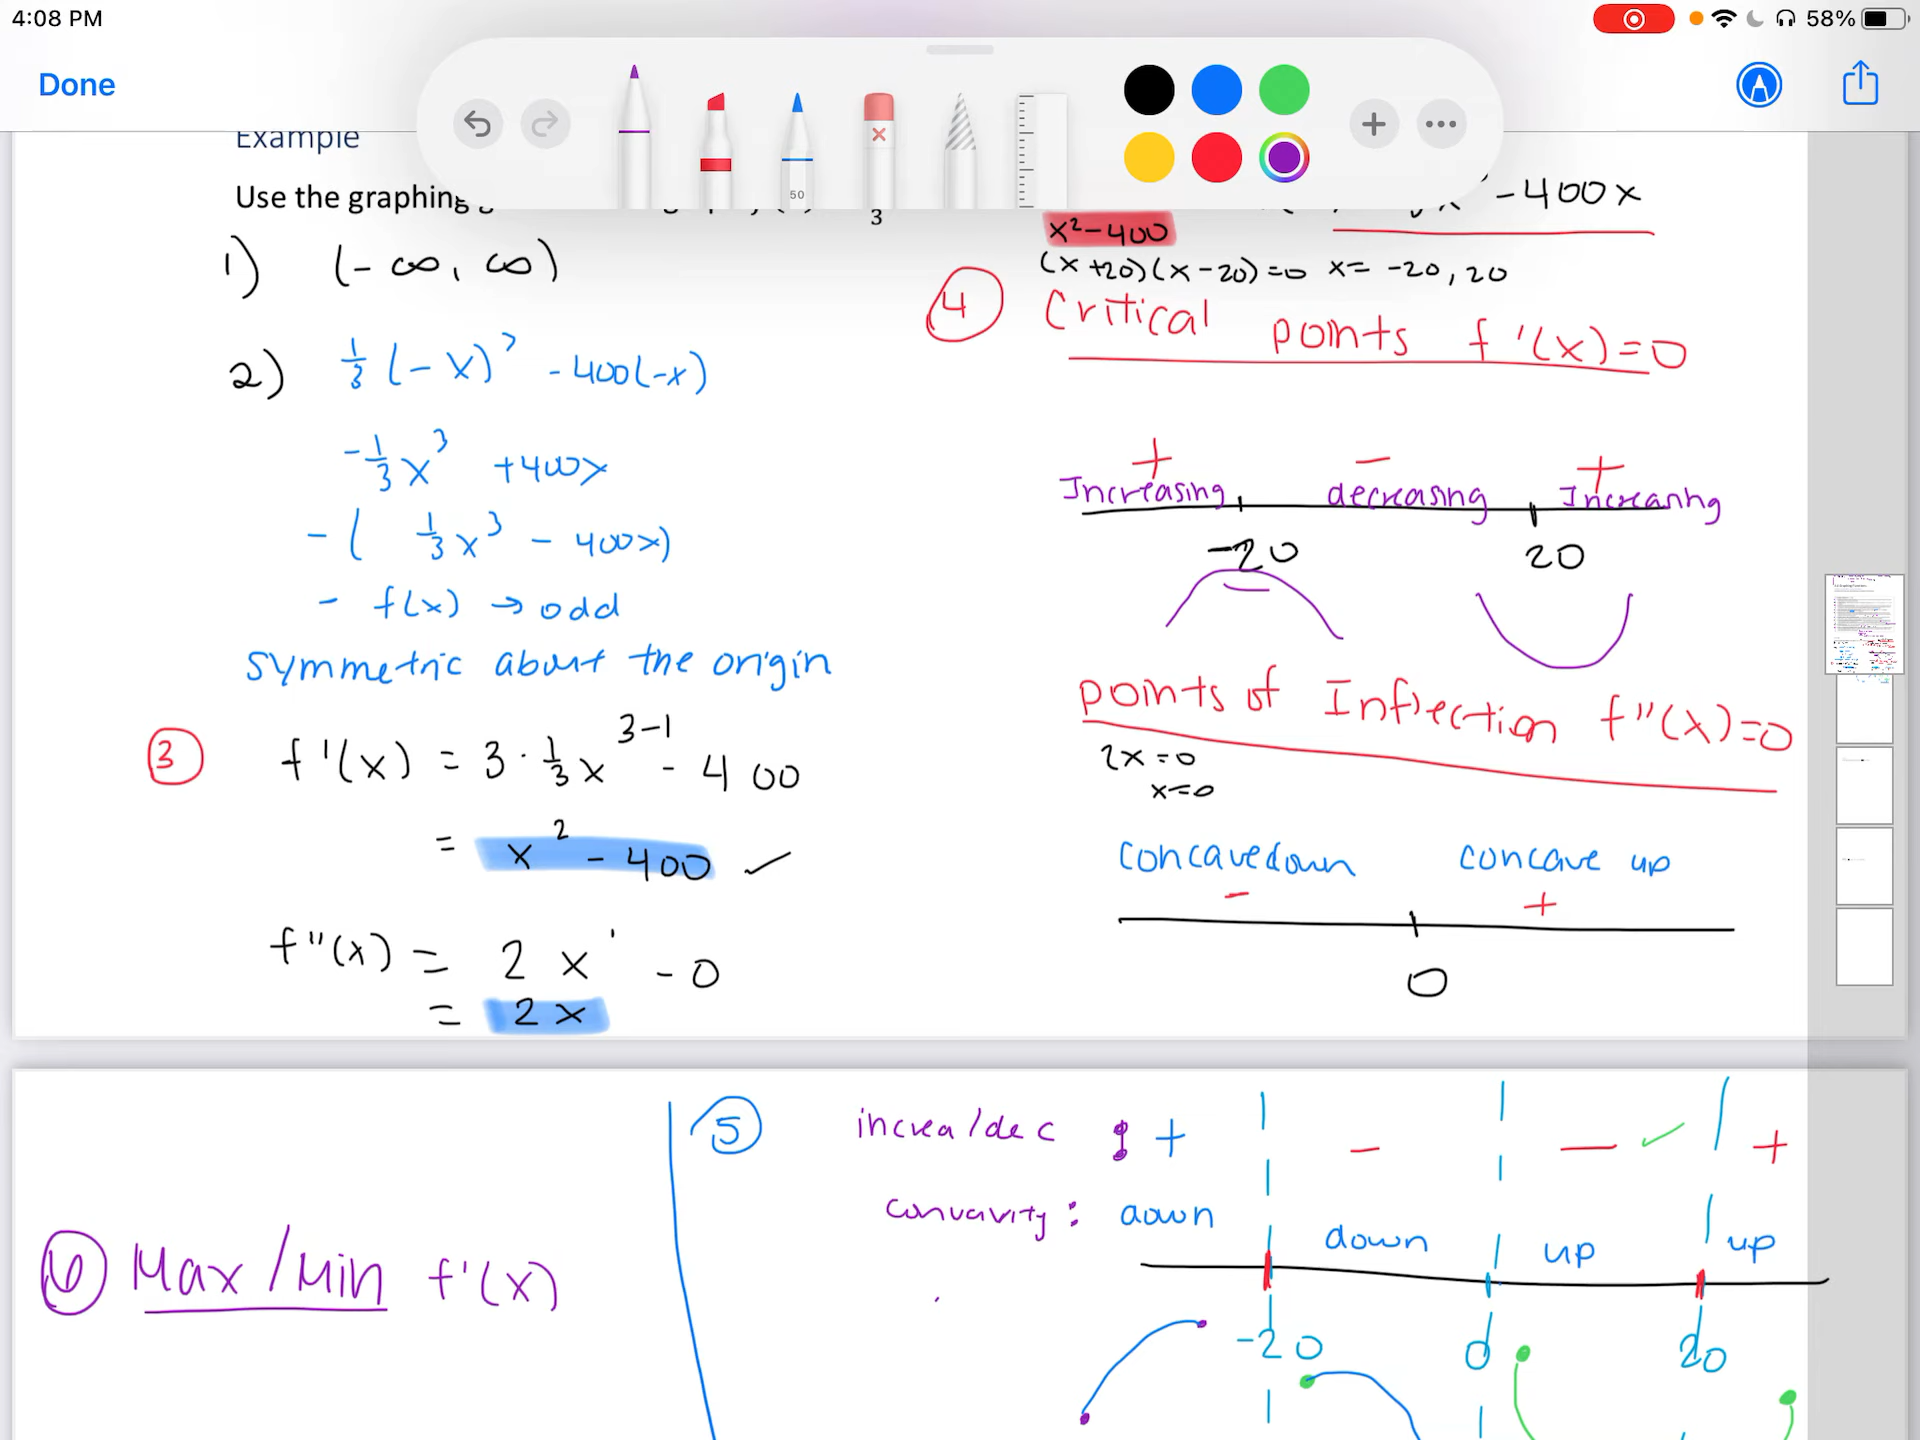 4:08 PM
58%
Done
50
Example
Use the graphing
3
-400x
x²-400
(x+20)(x-20)=0 x= -20, 20
1) (-∞, ∞)
2) 1/3 (-x)³ - 400(-x)
-1/3 x³ +400x
- ( 1/3 x³ - 400x)
- f(x) → odd
symmetric about the origin
3 f'(x) = 3 · 1/3 x^3-1 - 400
= x² - 400 ✓
f''(x) = 2x' - 0
= 2x
4 Critical points f'(x)=0
+ - +
Increasing decreasing Increasing
-20 20
points of Inflection f''(x)=0
2x=0
x=0
concave down concave up
- +
0
5 increa/dec : + - - ✓ +
convavity: down down up up
-20 0 20
6 Max/Min f'(x)